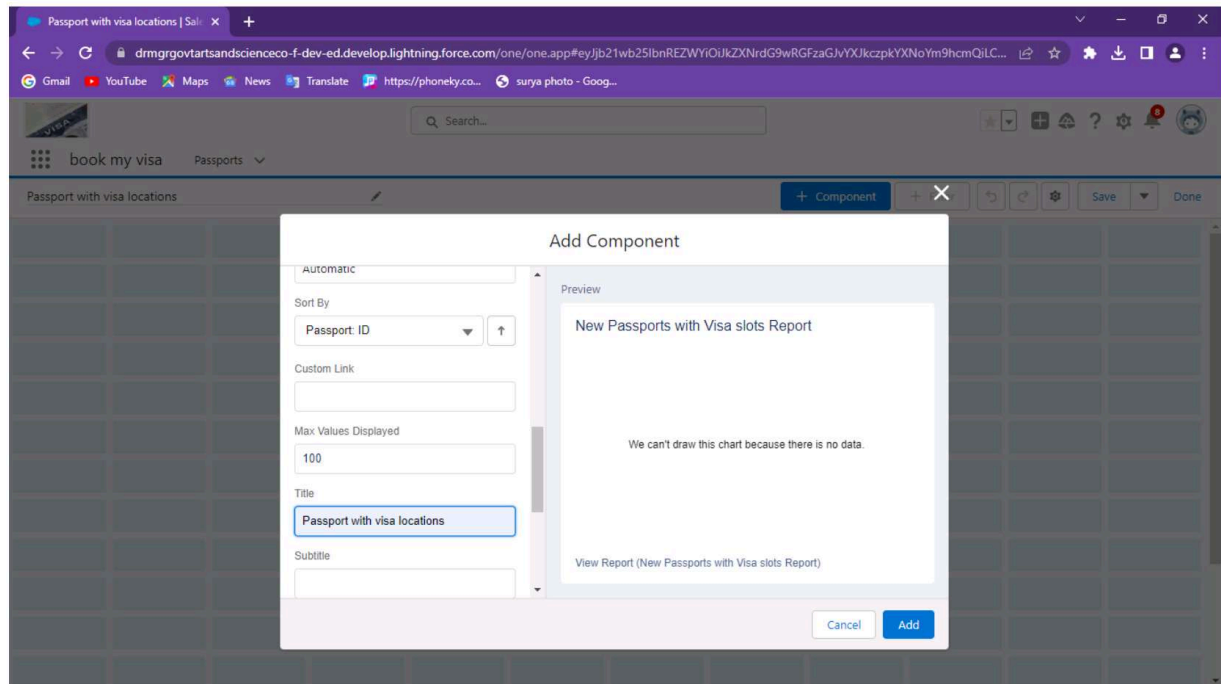 Passport with visa locations | Sale
drmgrgovtartsandscienceco-f-dev-ed.develop.lightning.force.com/one/one.app#eyJjb21wb25lbnREZWYiOiJkZXNrdG9wRGFzaGJvYXJkczpkYXNoYm9hcmQiLC...
Gmail YouTube Maps News Translate https://phoneky.co... surya photo - Goog...
VISA Search... 8
book my visa Passports
Passport with visa locations + Component + Save Done
Add Component
Automatic
Preview
Sort By
New Passports with Visa slots Report
Passport: ID
Custom Link
Max Values Displayed
We can't draw this chart because there is no data.
100
Title
Passport with visa locations
Subtitle
View Report (New Passports with Visa slots Report)
Cancel Add